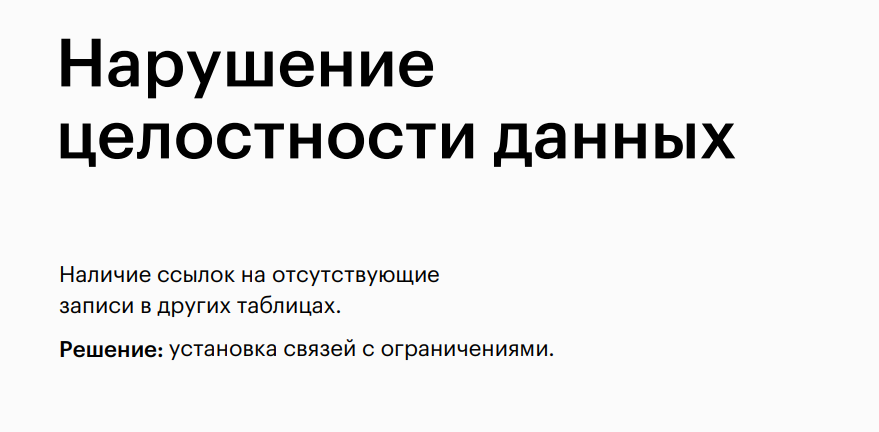 Нарушение
целостности данных
Наличие ссылок на отсутствующие
записи в других таблицах.
Решение: установка связей с ограничениями.